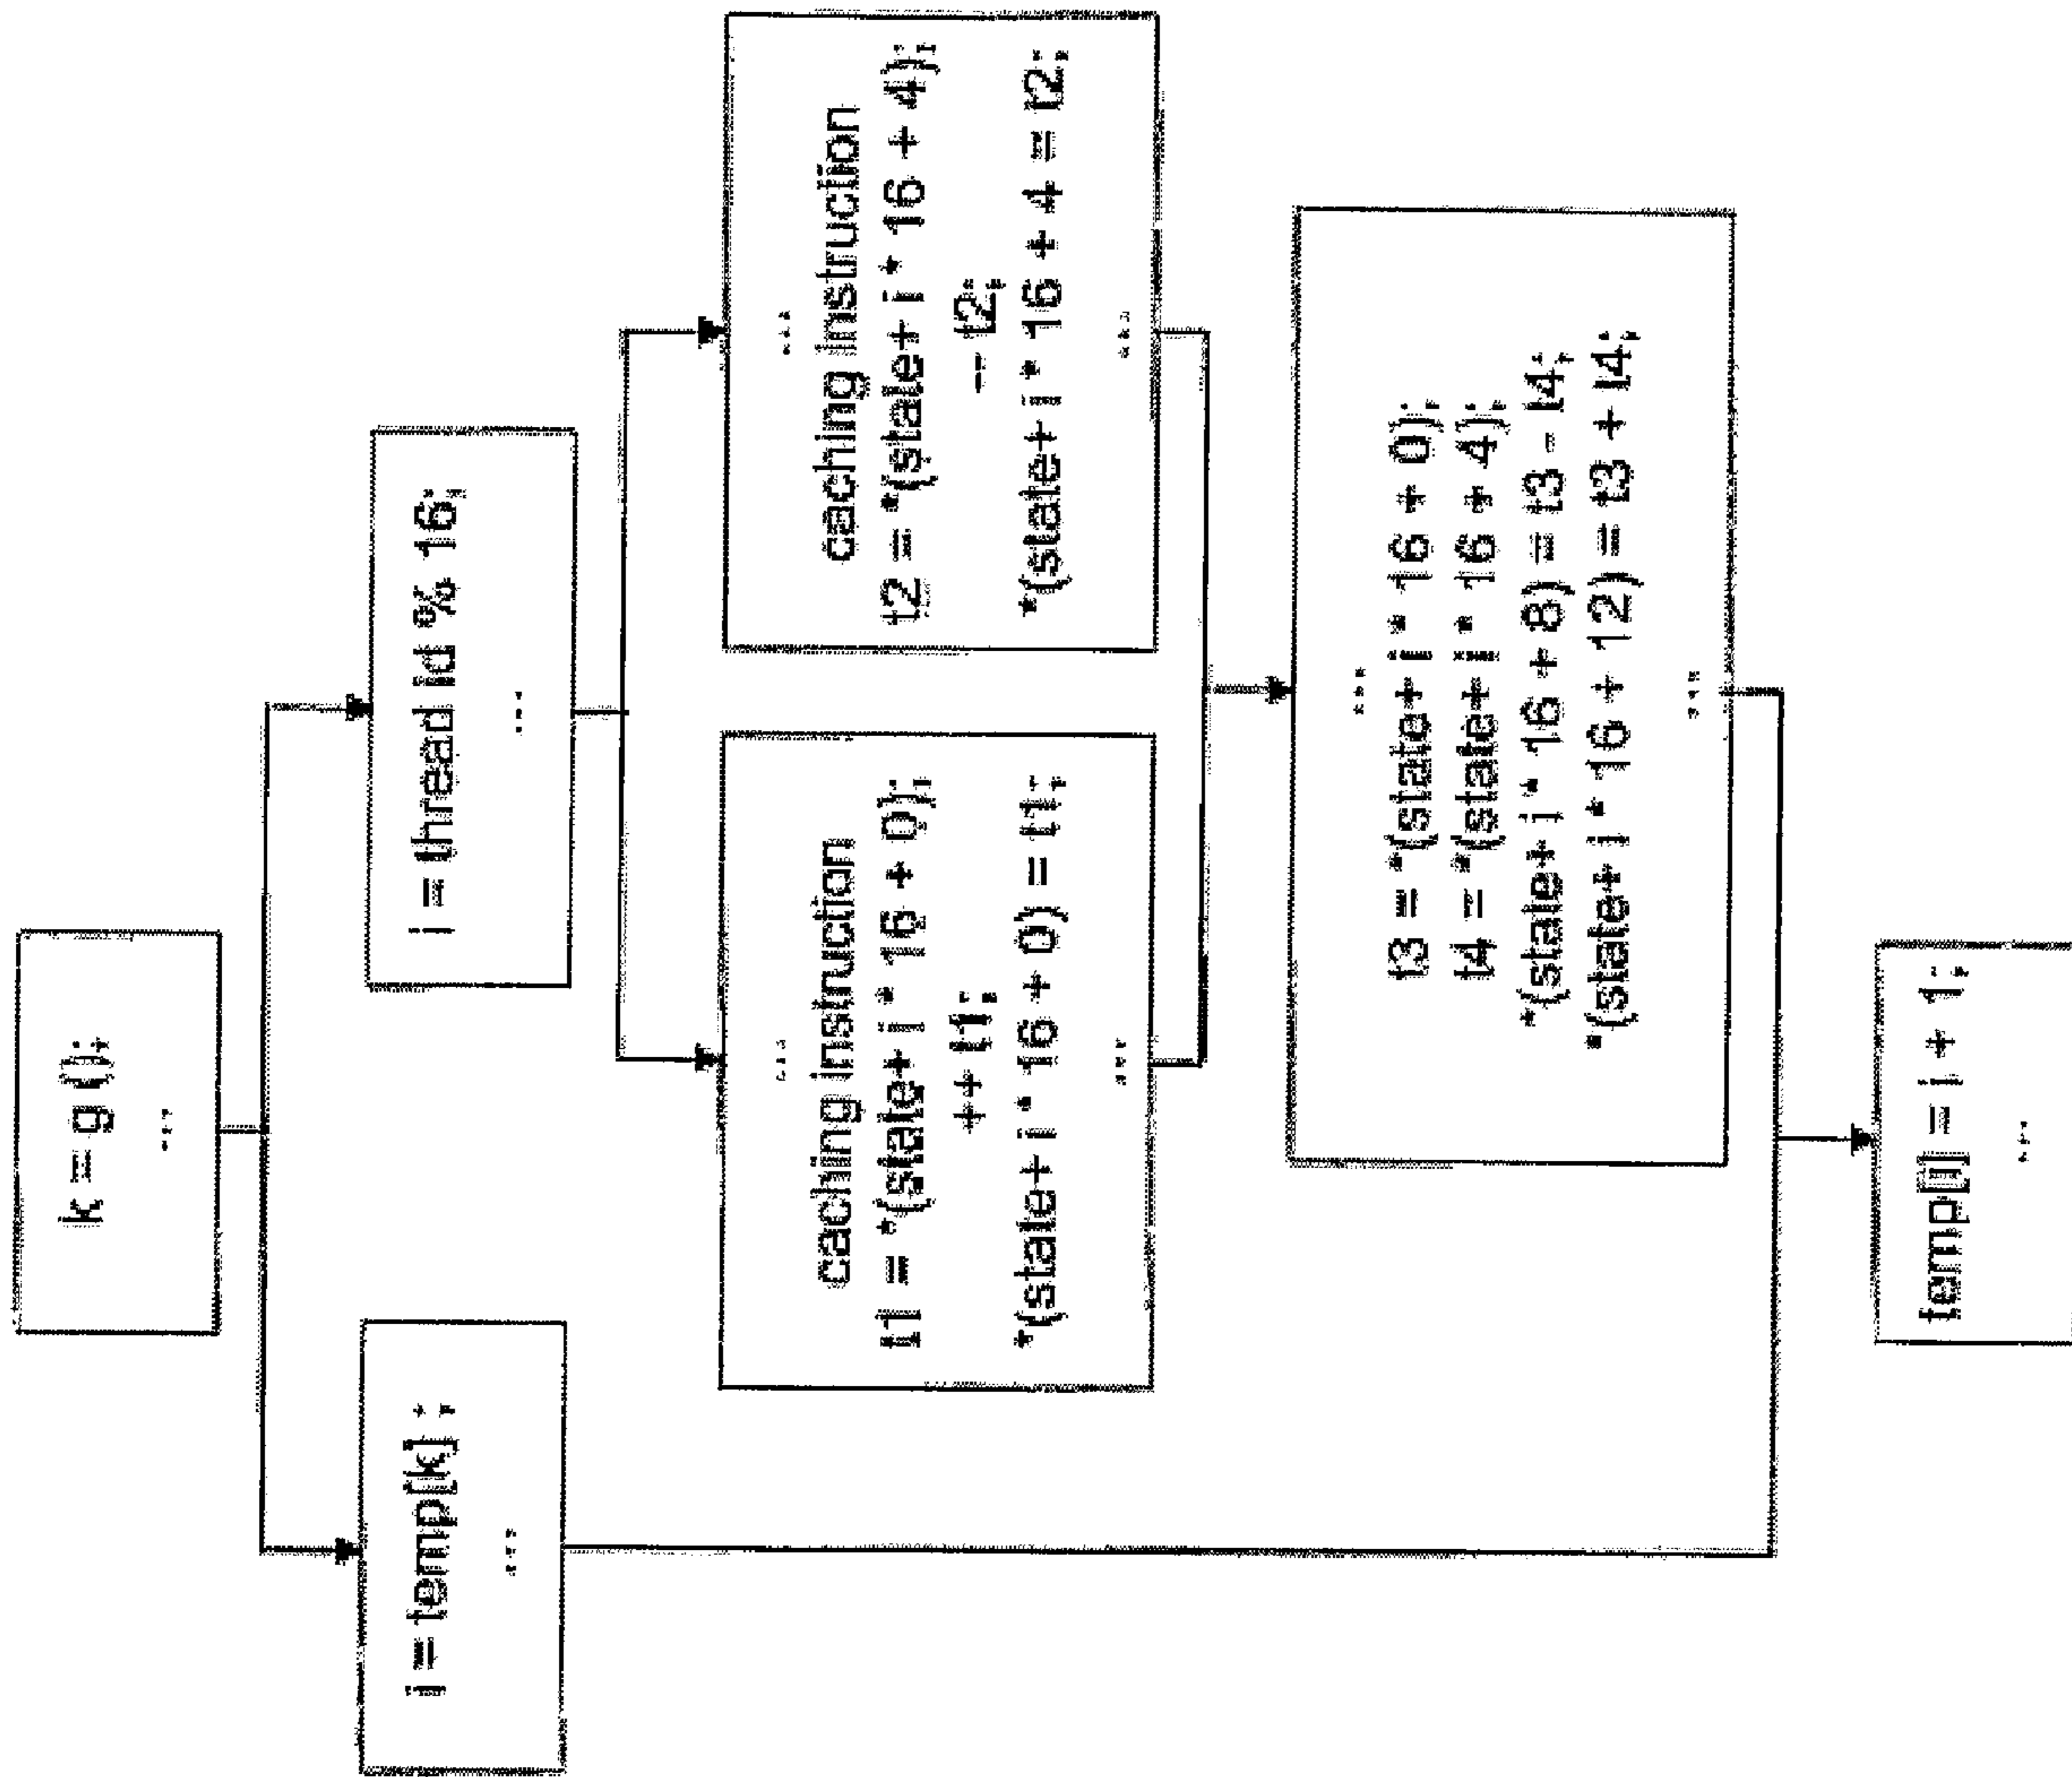 k = g ();
...
i = temp[k] ;
...
i = thread id % 16;
...
...
caching instruction
t1 = *(state+ i * 16 + 0);
++ t1;
*(state+ i * 16 + 0) = t1;
...
...
caching instruction
t2 = *(state+ i * 16 + 4);
-- t2;
*(state+ i * 16 + 4 = t2;
...
...
t3 = *(state+ i * 16 + 0);
t4 = *(state+ i * 16 + 4);
*(state+ i * 16 + 8) = t3 - t4;
*(state+ i * 16 + 12) = t3 + t4;
...
temp[i] = i + 1;
...